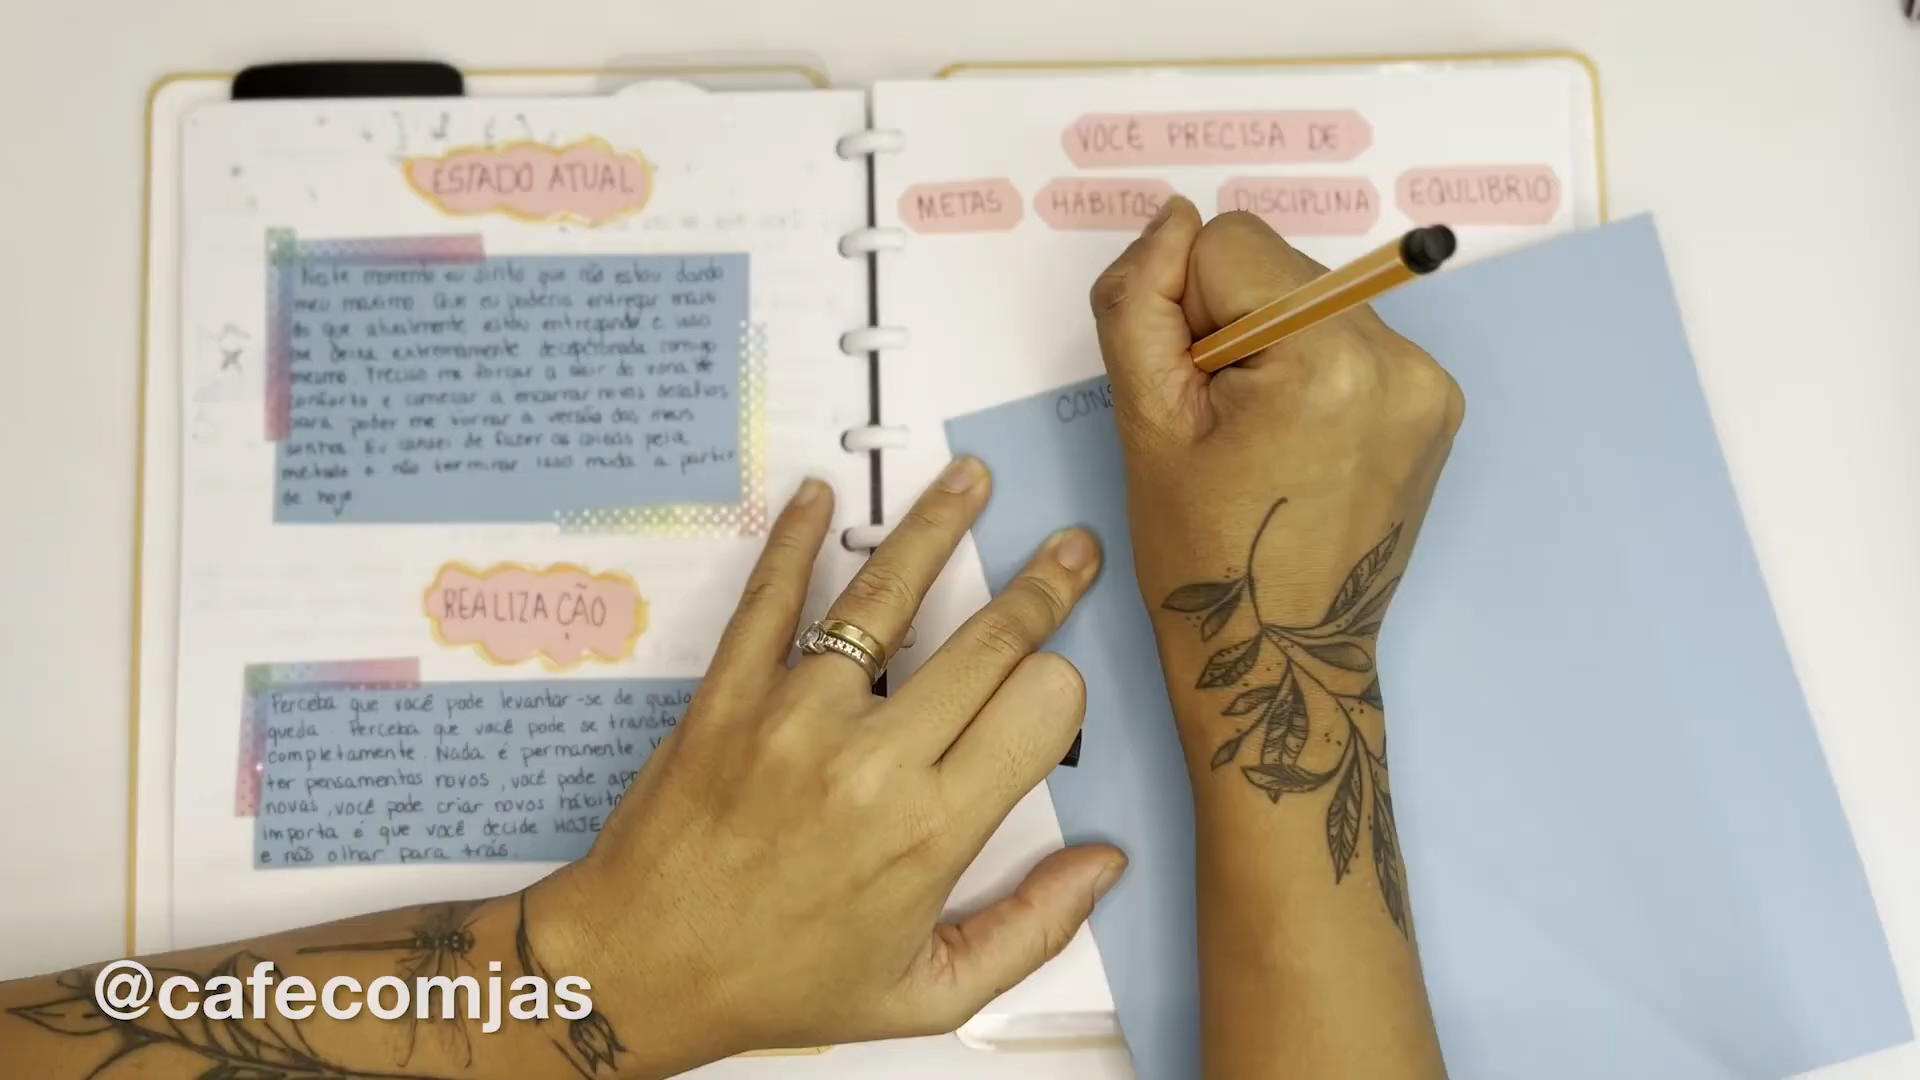 ESTADO ATUAL
Neste momento eu sinto que não estou dando
meu maximo. Que eu poderia entregar mais
do que atualmente estou entregando e isso
me deixa extremamente decepcionada comigo
mesmo. Preciso me forçar a sair da zona de
conforto e começar a encarar novos desafios
para poder me tornar a versão dos meus
sonhos. Eu cansei de fazer as coisas pela
metade e não terminar isso muda a partir
de hoje
REALIZAÇÃO
Perceba que você pode levantar-se de
queda. Perceba que você pode se
completamente. Nada é permanente.
ter pensamentos novos, você pode
novas, você pode criar novos
importa é que você decide HOJE
e não olhar para trás.
VOCÊ PRECISA DE
METAS HÁBITOS DISCIPLINA EQULIBRIO
CONS
@cafecomjas